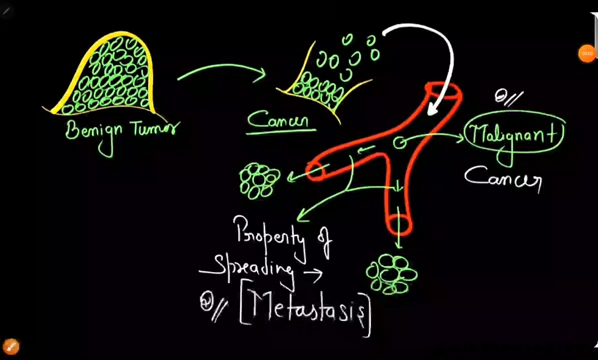 Benign Tumor
Cancer
Malignant
Cancer
Property of
Spreading →
[Metastasis]